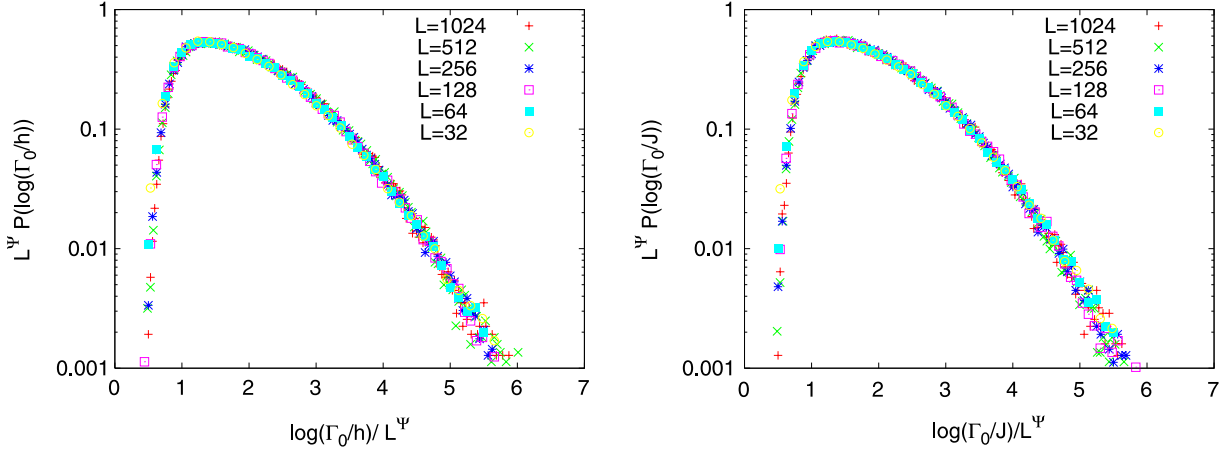 L^Ψ P(log(Γ₀/h))
1
0.1
0.01
0.001
L=1024
L=512
L=256
L=128
L=64
L=32
0 1 2 3 4 5 6 7
log(Γ₀/h)/ L^Ψ
L^Ψ P(log(Γ₀/J))
1
0.1
0.01
0.001
L=1024
L=512
L=256
L=128
L=64
L=32
0 1 2 3 4 5 6 7
log(Γ₀/J)/L^Ψ